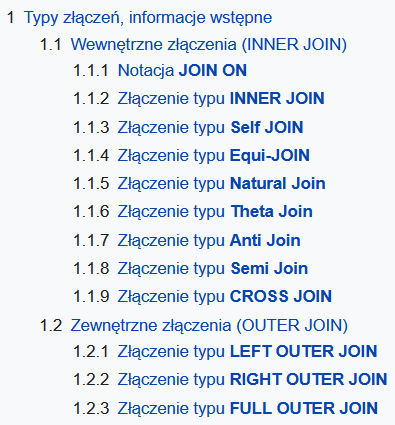 1 Typy złączeń, informacje wstępne
1.1 Wewnętrzne złączenia (INNER JOIN)
1.1.1 Notacja JOIN ON
1.1.2 Złączenie typu INNER JOIN
1.1.3 Złączenie typu Self JOIN
1.1.4 Złączenie typu Equi-JOIN
1.1.5 Złączenie typu Natural Join
1.1.6 Złączenie typu Theta Join
1.1.7 Złączenie typu Anti Join
1.1.8 Złączenie typu Semi Join
1.1.9 Złączenie typu CROSS JOIN
1.2 Zewnętrzne złączenia (OUTER JOIN)
1.2.1 Złączenie typu LEFT OUTER JOIN
1.2.2 Złączenie typu RIGHT OUTER JOIN
1.2.3 Złączenie typu FULL OUTER JOIN